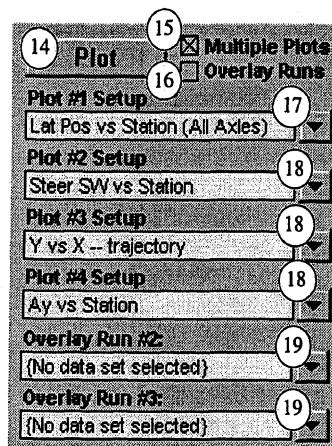 15
14 Plot Multiple Plots
16 Overlay Runs
Plot #1 Setup 17
Lat Pos vs Station (All Axles)
Plot #2 Setup 18
Steer SW vs Station
Plot #3 Setup 18
Y vs X -- trajectory
Plot #4 Setup 18
Ay vs Station
Overlay Run #2: 19
{No data set selected}
Overlay Run #3: 19
{No data set selected}